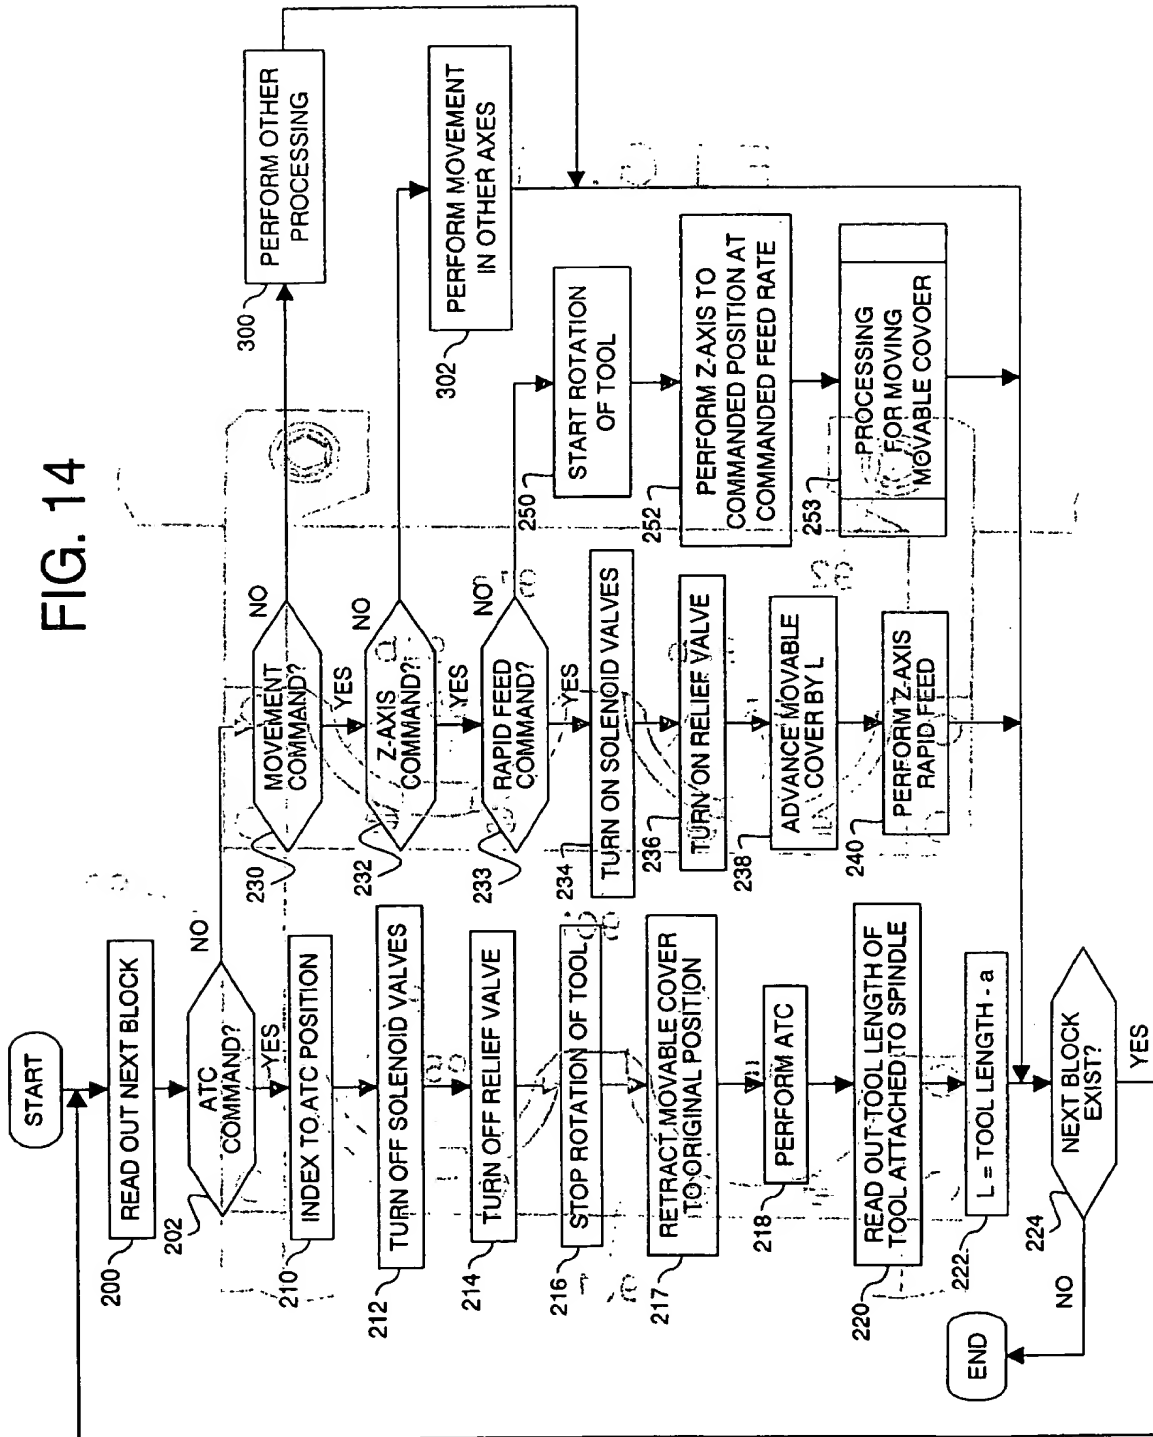 FIG. 14
START
READ OUT NEXT BLOCK
200
ATC
COMMAND?
202
NO
YES
INDEX TO ATC POSITION
210
TURN OFF SOLENOID VALVES
212
TURN OFF RELIEF VALVE
214
STOP ROTATION OF TOOL
216
RETRACT MOVABLE COVER
TO ORIGINAL POSITION
217
PERFORM ATC
218
READ OUT TOOL LENGTH OF
TOOL ATTACHED TO SPINDLE
220
L = TOOL LENGTH - a
222
NEXT BLOCK
EXIST?
224
YES
NO
END
MOVEMENT
COMMAND?
230
NO
YES
Z-AXIS
COMMAND?
232
NO
YES
RAPID FEED
COMMAND?
233
NO
YES
TURN ON SOLENOID VALVES
234
TURN ON RELIEF VALVE
236
ADVANCE MOVABLE
COVER BY L
238
PERFORM Z-AXIS
RAPID FEED
240
START ROTATION
OF TOOL
250
PERFORM Z-AXIS TO
COMMANDED POSITION AT
COMMANDED FEED RATE
252
PROCESSING
FOR MOVING
MOVABLE COVOER
253
PERFORM OTHER
PROCESSING
300
PERFORM MOVEMENT
IN OTHER AXES
302